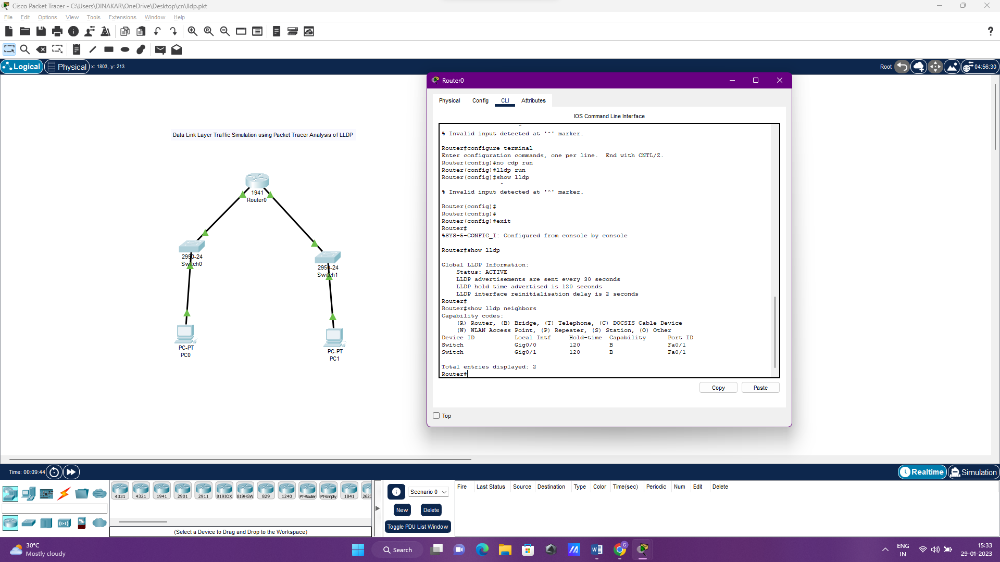 Cisco Packet Tracer - C:\Users\DINAKAR\OneDrive\Desktop\cn\lldp.pkt
File Edit Options View Tools Extensions Window Help
?
Logical Physical x: 1803, y: 213
Root 04:56:30
Data Link Layer Traffic Simulation using Packet Tracer Analysis of LLDP
1941
Router0
2950-24
Switch0
2950-24
Switch1
PC-PT
PC0
PC-PT
PC1
Router0
Physical Config CLI Attributes
IOS Command Line Interface
^
% Invalid input detected at '^' marker.
Router#configure terminal
Enter configuration commands, one per line.  End with CNTL/Z.
Router(config)#no cdp run
Router(config)#lldp run
Router(config)#show lldp
^
% Invalid input detected at '^' marker.
Router(config)#
Router(config)#
Router(config)#exit
Router#
%SYS-5-CONFIG_I: Configured from console by console
Router#show lldp
Global LLDP Information:
Status: ACTIVE
LLDP advertisements are sent every 30 seconds
LLDP hold time advertised is 120 seconds
LLDP interface reinitialisation delay is 2 seconds
Router#
Router#show lldp neighbors
Capability codes:
(R) Router, (B) Bridge, (T) Telephone, (C) DOCSIS Cable Device
(W) WLAN Access Point, (P) Repeater, (S) Station, (O) Other
Device ID Local Intf Hold-time Capability Port ID
Switch Gig0/0 120 B Fa0/1
Switch Gig0/1 120 B Fa0/1
Total entries displayed: 2
Router#
Copy Paste
Top
Time: 00:09:44
Realtime Simulation
4331 4321 1941 2901 2911 819IOX 819HGW 829 1240 PT-Router PT-Empty 1841 2620
(Select a Device to Drag and Drop to the Workspace)
Scenario 0
New Delete
Toggle PDU List Window
Fire Last Status Source Destination Type Color Time(sec) Periodic Num Edit Delete
30°C
Mostly cloudy
Search
G
ENG
IN
15:33
29-01-2023